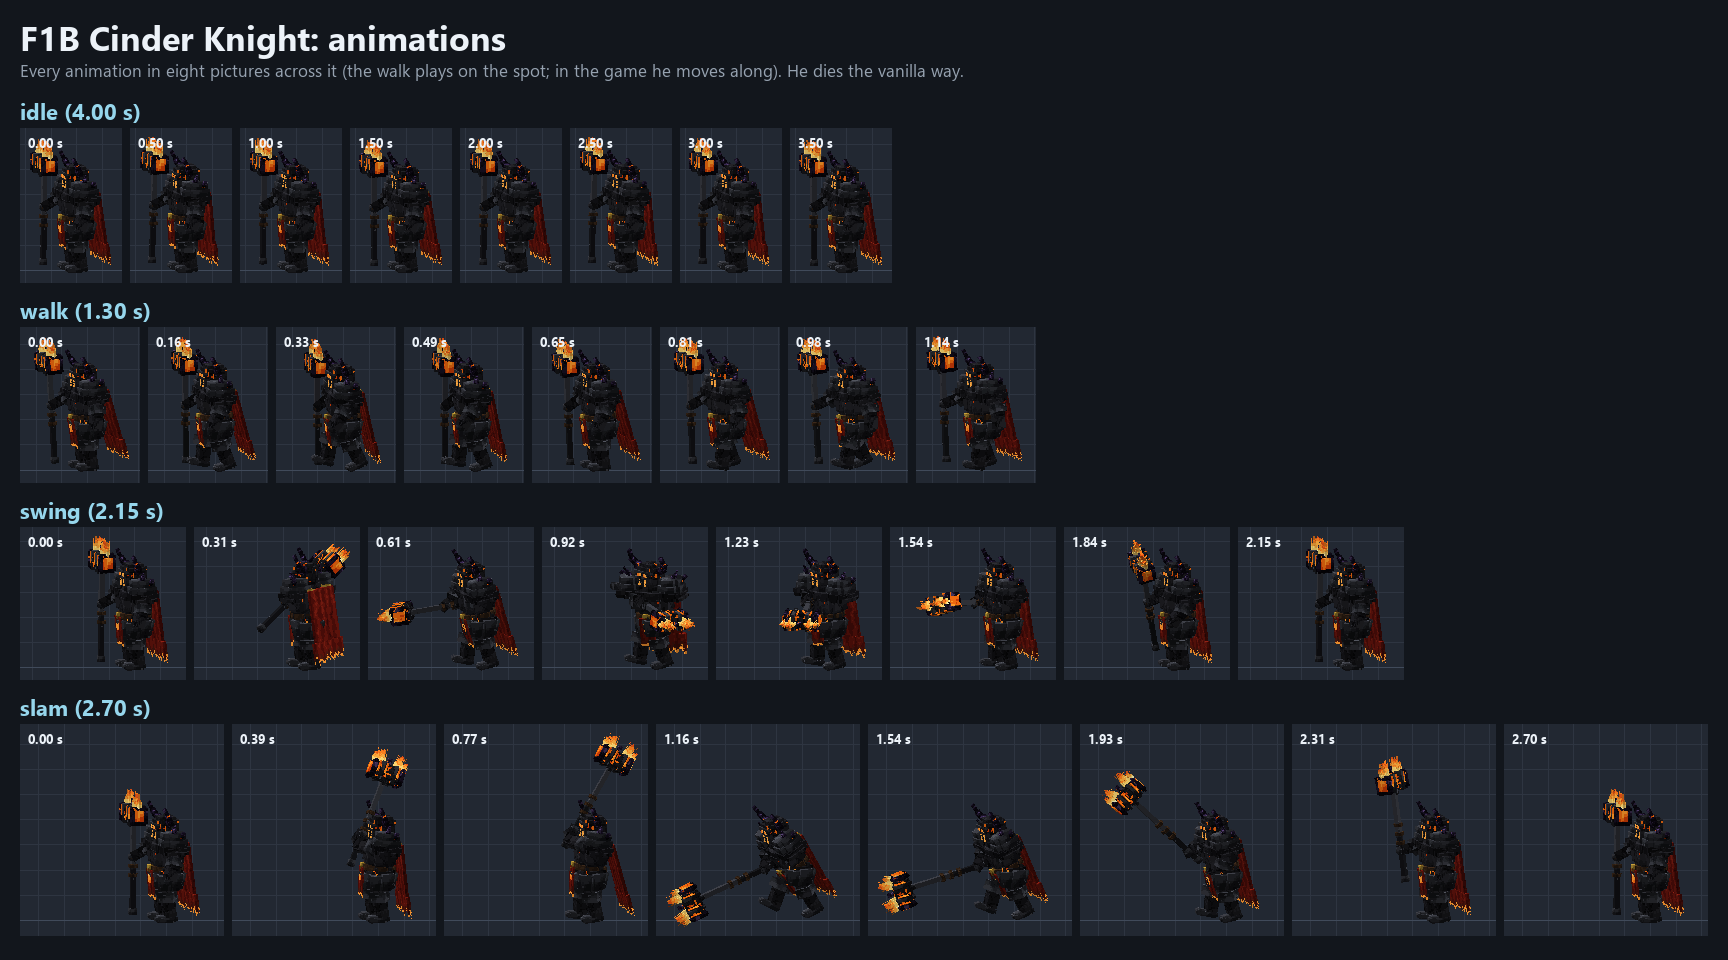 F1B Cinder Knight: animations
Every animation in eight pictures across it (the walk plays on the spot; in the game he moves along). He dies the vanilla way.
idle (4.00 s)
0.00 s 0.50 s 1.00 s 1.50 s 2.00 s 2.50 s 3.00 s 3.50 s
walk (1.30 s)
0.00 s 0.16 s 0.33 s 0.49 s 0.65 s 0.81 s 0.98 s 1.14 s
swing (2.15 s)
0.00 s 0.31 s 0.61 s 0.92 s 1.23 s 1.54 s 1.84 s 2.15 s
slam (2.70 s)
0.00 s 0.39 s 0.77 s 1.16 s 1.54 s 1.93 s 2.31 s 2.70 s